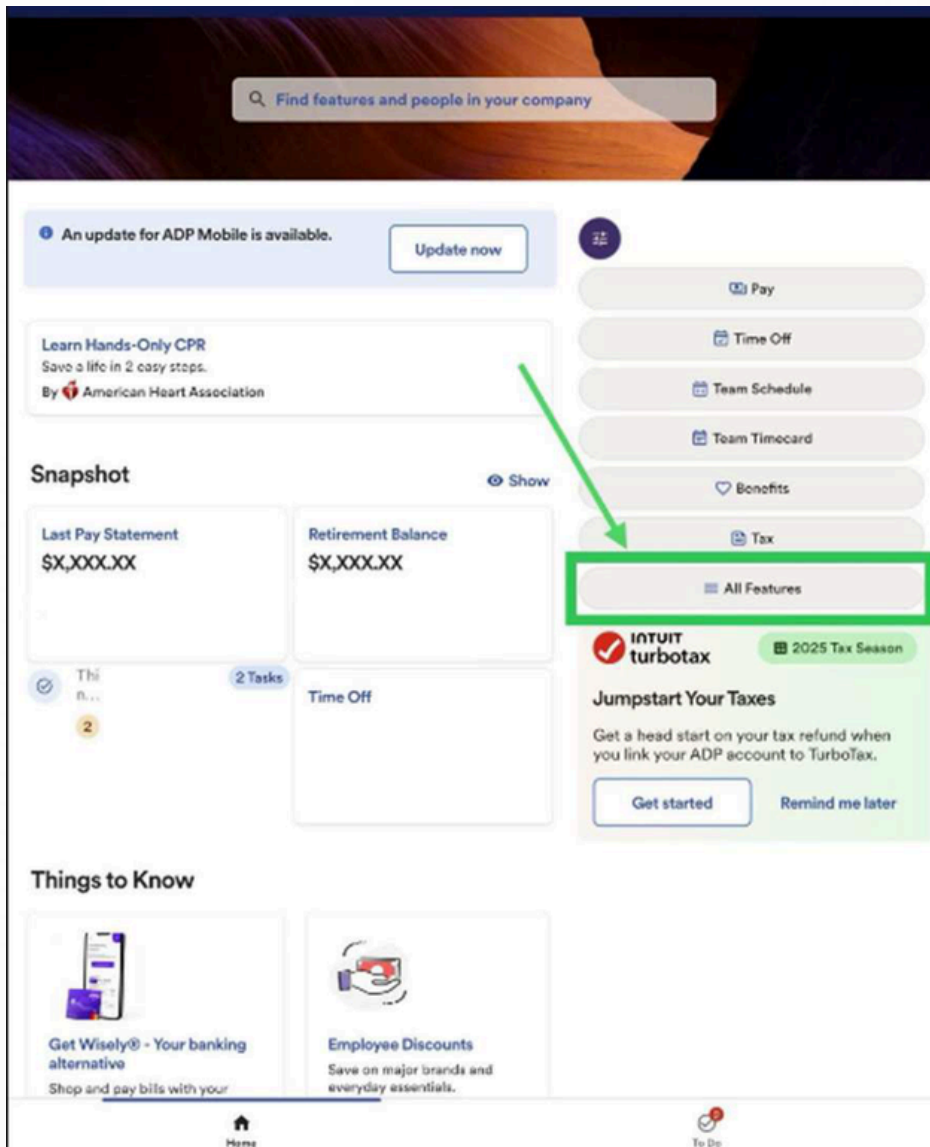 Find features and people in your company
An update for ADP Mobile is available.
Update now
Learn Hands-Only CPR
Save a life in 2 easy steps.
By American Heart Association
Snapshot
Show
Last Pay Statement
$X,XXX.XX
Retirement Balance
$X,XXX.XX
Thi
n...
2 Tasks
2
Time Off
Pay
Time Off
Team Schedule
Team Timecard
Benefits
Tax
All Features
INTUIT
turbotax
2025 Tax Season
Jumpstart Your Taxes
Get a head start on your tax refund when
you link your ADP account to TurboTax.
Get started
Remind me later
Things to Know
Get Wisely® - Your banking
alternative
Shop and pay bills with your
Employee Discounts
Save on major brands and
everyday essentials.
Home
To Do